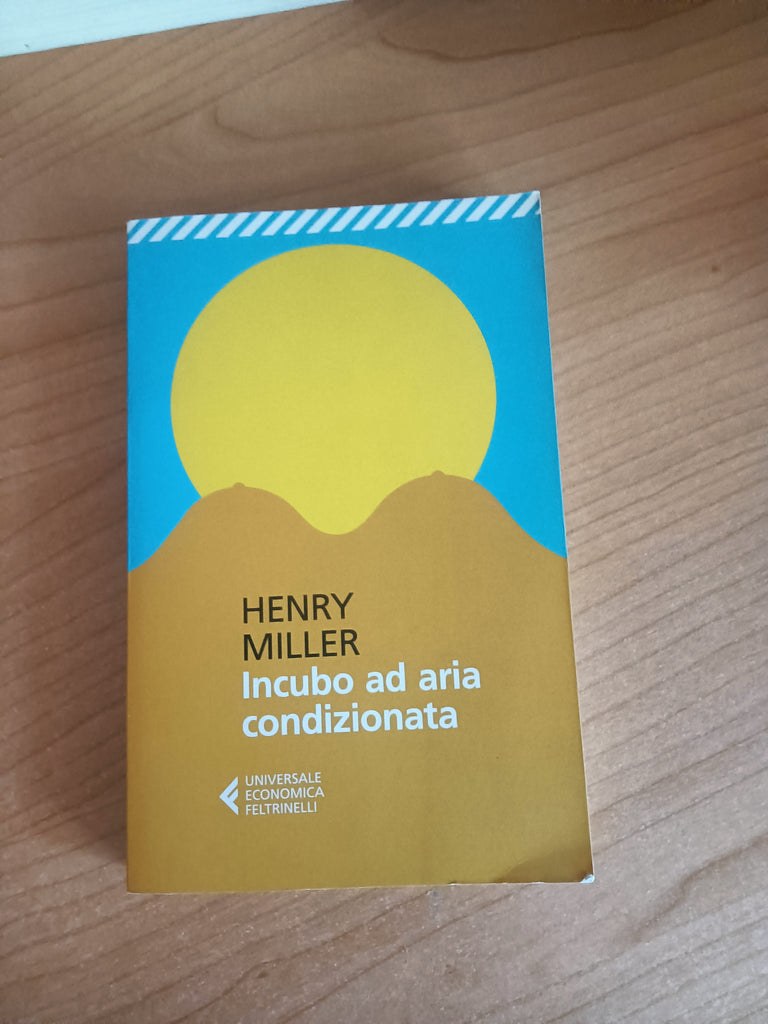 HENRY
MILLER
Incubo ad aria
condizionata
UNIVERSALE
ECONOMICA
FELTRINELLI